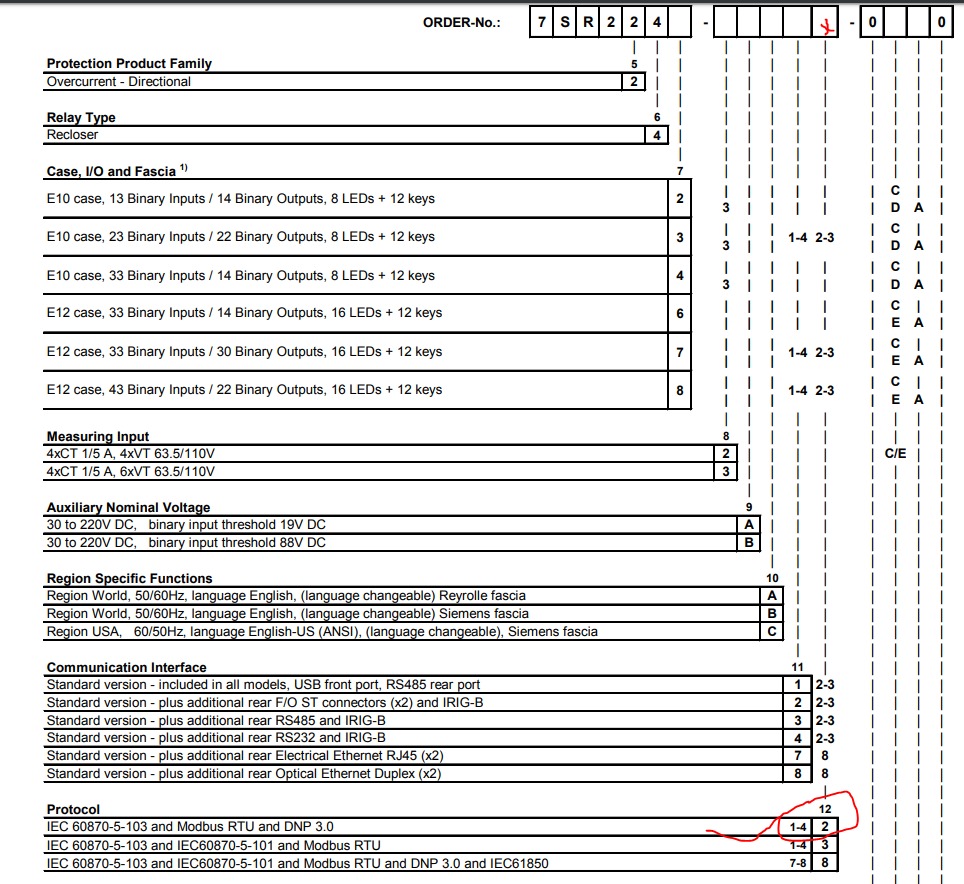 ORDER-No.: 7 S R 2 2 4 - x - 0 0
Protection Product Family 5
Overcurrent - Directional 2
Relay Type 6
Recloser 4
Case, I/O and Fascia 1) 7
C
E10 case, 13 Binary Inputs / 14 Binary Outputs, 8 LEDs + 12 keys 2
3 D A
C
E10 case, 23 Binary Inputs / 22 Binary Outputs, 8 LEDs + 12 keys 3 1-4 2-3
3 D A
C
E10 case, 33 Binary Inputs / 14 Binary Outputs, 8 LEDs + 12 keys 4
3 D A
C
E12 case, 33 Binary Inputs / 14 Binary Outputs, 16 LEDs + 12 keys 6
E A
C
E12 case, 33 Binary Inputs / 30 Binary Outputs, 16 LEDs + 12 keys 7 1-4 2-3
E A
C
E12 case, 43 Binary Inputs / 22 Binary Outputs, 16 LEDs + 12 keys 8 1-4 2-3
E A
Measuring Input 8
4xCT 1/5 A, 4xVT 63.5/110V 2 C/E
4xCT 1/5 A, 6xVT 63.5/110V 3
Auxiliary Nominal Voltage 9
30 to 220V DC, binary input threshold 19V DC A
30 to 220V DC, binary input threshold 88V DC B
Region Specific Functions 10
Region World, 50/60Hz, language English, (language changeable) Reyrolle fascia A
Region World, 50/60Hz, language English, (language changeable) Siemens fascia B
Region USA, 60/50Hz, language English-US (ANSI), (language changeable), Siemens fascia C
Communication Interface 11
Standard version - included in all models, USB front port, RS485 rear port 1 2-3
Standard version - plus additional rear F/O ST connectors (x2) and IRIG-B 2 2-3
Standard version - plus additional rear RS485 and IRIG-B 3 2-3
Standard version - plus additional rear RS232 and IRIG-B 4 2-3
Standard version - plus additional rear Electrical Ethernet RJ45 (x2) 7 8
Standard version - plus additional rear Optical Ethernet Duplex (x2) 8 8
Protocol 12
IEC 60870-5-103 and Modbus RTU and DNP 3.0 1-4 2
IEC 60870-5-103 and IEC60870-5-101 and Modbus RTU 1-4 3
IEC 60870-5-103 and IEC60870-5-101 and Modbus RTU and DNP 3.0 and IEC61850 7-8 8